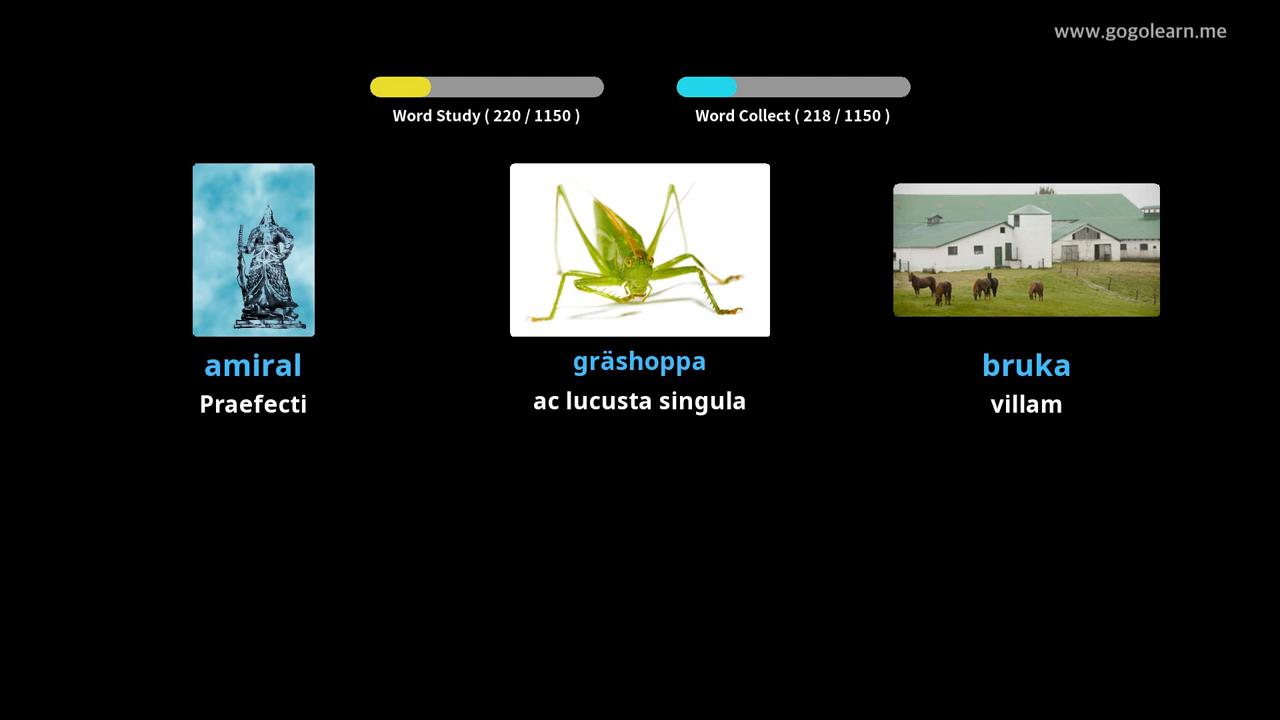 www.gogolearn.me
Word Study ( 220 / 1150 )
Word Collect ( 218 / 1150 )
amiral
Praefecti
gräshoppa
ac lucusta singula
bruka
villam